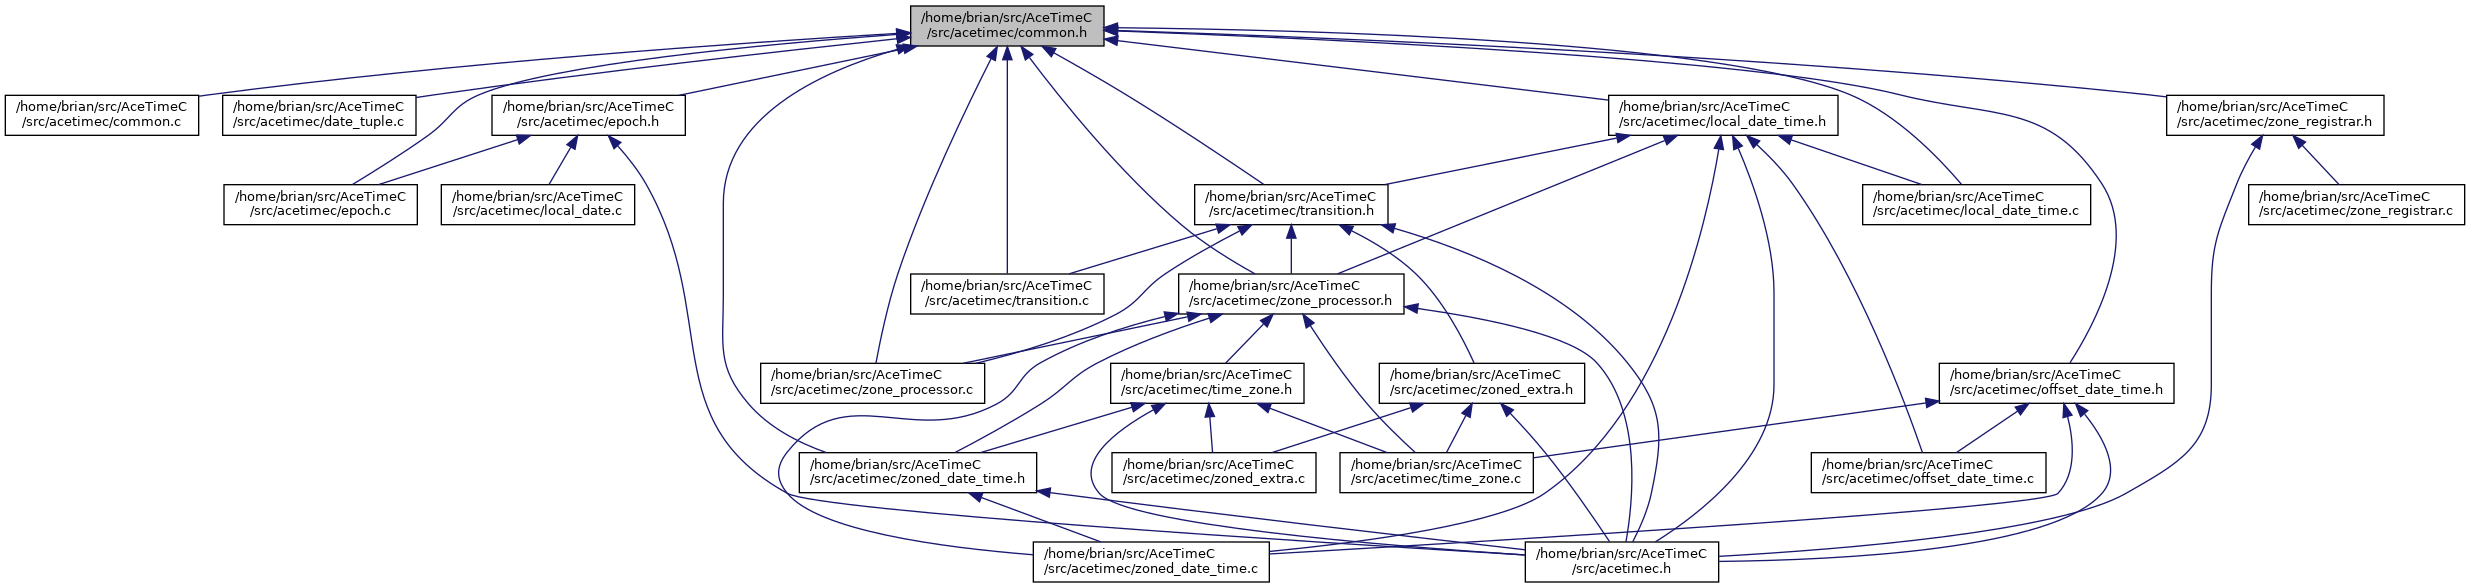 /home/brian/src/AceTimeC
/src/acetimec/common.h
/home/brian/src/AceTimeC
/src/acetimec/common.c
/home/brian/src/AceTimeC
/src/acetimec/date_tuple.c
/home/brian/src/AceTimeC
/src/acetimec/epoch.h
/home/brian/src/AceTimeC
/src/acetimec/local_date_time.h
/home/brian/src/AceTimeC
/src/acetimec/zone_registrar.h
/home/brian/src/AceTimeC
/src/acetimec/epoch.c
/home/brian/src/AceTimeC
/src/acetimec/local_date.c
/home/brian/src/AceTimeC
/src/acetimec/transition.h
/home/brian/src/AceTimeC
/src/acetimec/local_date_time.c
/home/brian/src/AceTimeC
/src/acetimec/zone_registrar.c
/home/brian/src/AceTimeC
/src/acetimec/transition.c
/home/brian/src/AceTimeC
/src/acetimec/zone_processor.h
/home/brian/src/AceTimeC
/src/acetimec/zone_processor.c
/home/brian/src/AceTimeC
/src/acetimec/time_zone.h
/home/brian/src/AceTimeC
/src/acetimec/zoned_extra.h
/home/brian/src/AceTimeC
/src/acetimec/offset_date_time.h
/home/brian/src/AceTimeC
/src/acetimec/zoned_date_time.h
/home/brian/src/AceTimeC
/src/acetimec/zoned_extra.c
/home/brian/src/AceTimeC
/src/acetimec/time_zone.c
/home/brian/src/AceTimeC
/src/acetimec/offset_date_time.c
/home/brian/src/AceTimeC
/src/acetimec/zoned_date_time.c
/home/brian/src/AceTimeC
/src/acetimec.h